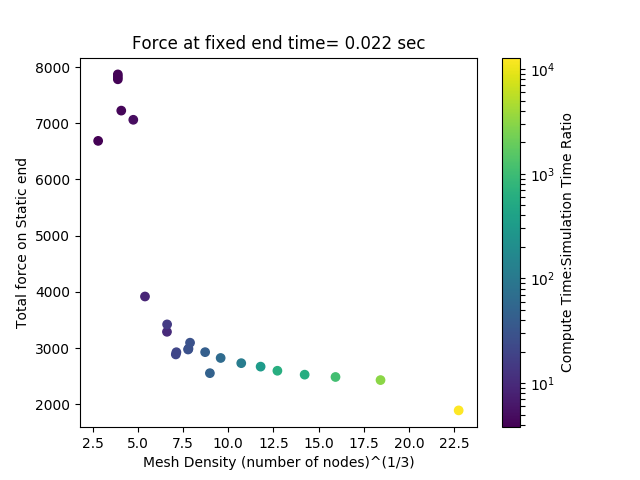 Force at fixed end time= 0.022 sec
Total force on Static end
8000
7000
6000
5000
4000
3000
2000
2.5 5.0 7.5 10.0 12.5 15.0 17.5 20.0 22.5
Mesh Density (number of nodes)^(1/3)
10^4
10^3
10^2
10^1
Compute Time:Simulation Time Ratio